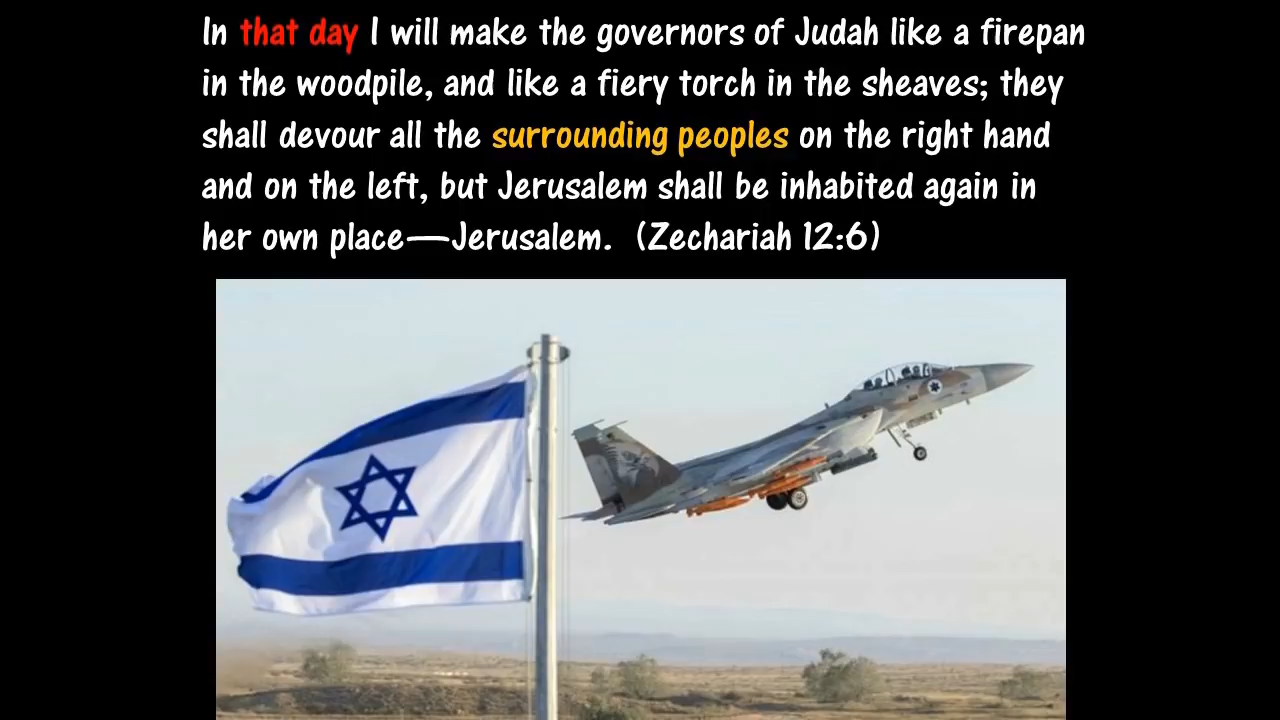 In that day I will make the governors of Judah like a firepan
in the woodpile, and like a fiery torch in the sheaves; they
shall devour all the surrounding peoples on the right hand
and on the left, but Jerusalem shall be inhabited again in
her own place—Jerusalem. (Zechariah 12:6)